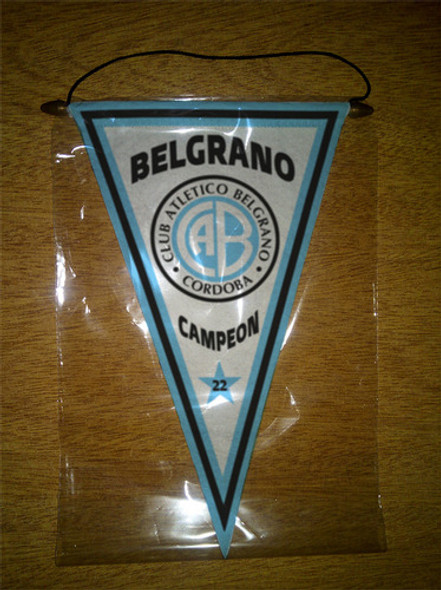 BELGRANO
CLUB ATLETICO BELGRANO
CAB
• CORDOBA •
CAMPEON
22